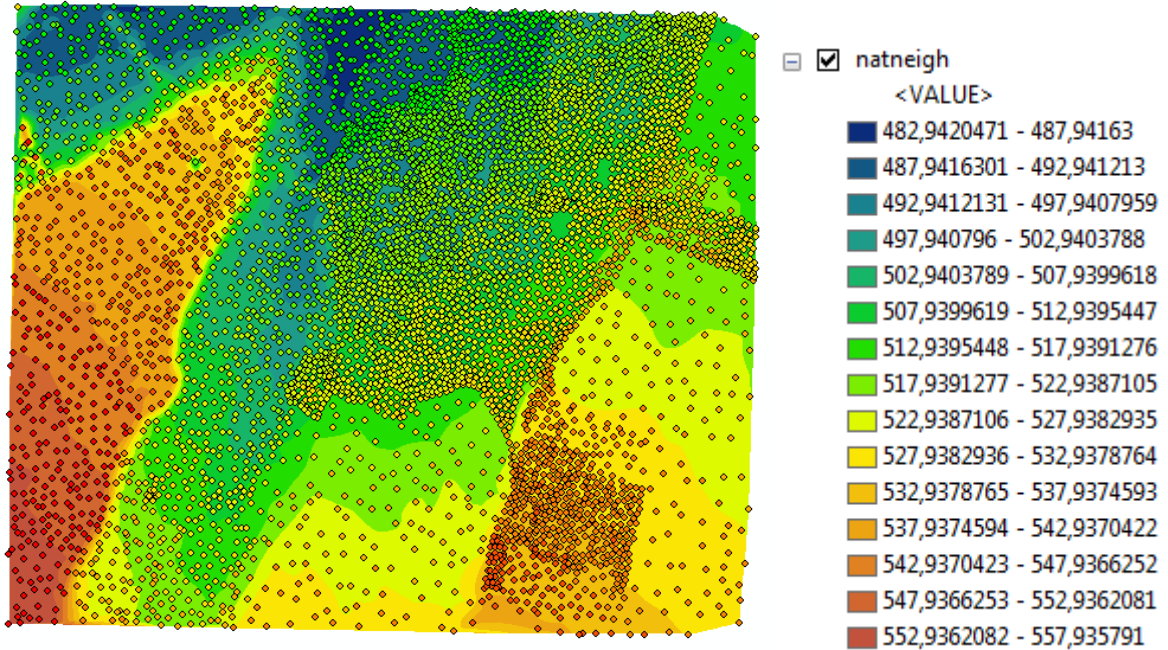 natneigh
<VALUE>
482,9420471 - 487,94163
487,9416301 - 492,941213
492,9412131 - 497,9407959
497,940796 - 502,9403788
502,9403789 - 507,9399618
507,9399619 - 512,9395447
512,9395448 - 517,9391276
517,9391277 - 522,9387105
522,9387106 - 527,9382935
527,9382936 - 532,9378764
532,9378765 - 537,9374593
537,9374594 - 542,9370422
542,9370423 - 547,9366252
547,9366253 - 552,9362081
552,9362082 - 557,935791